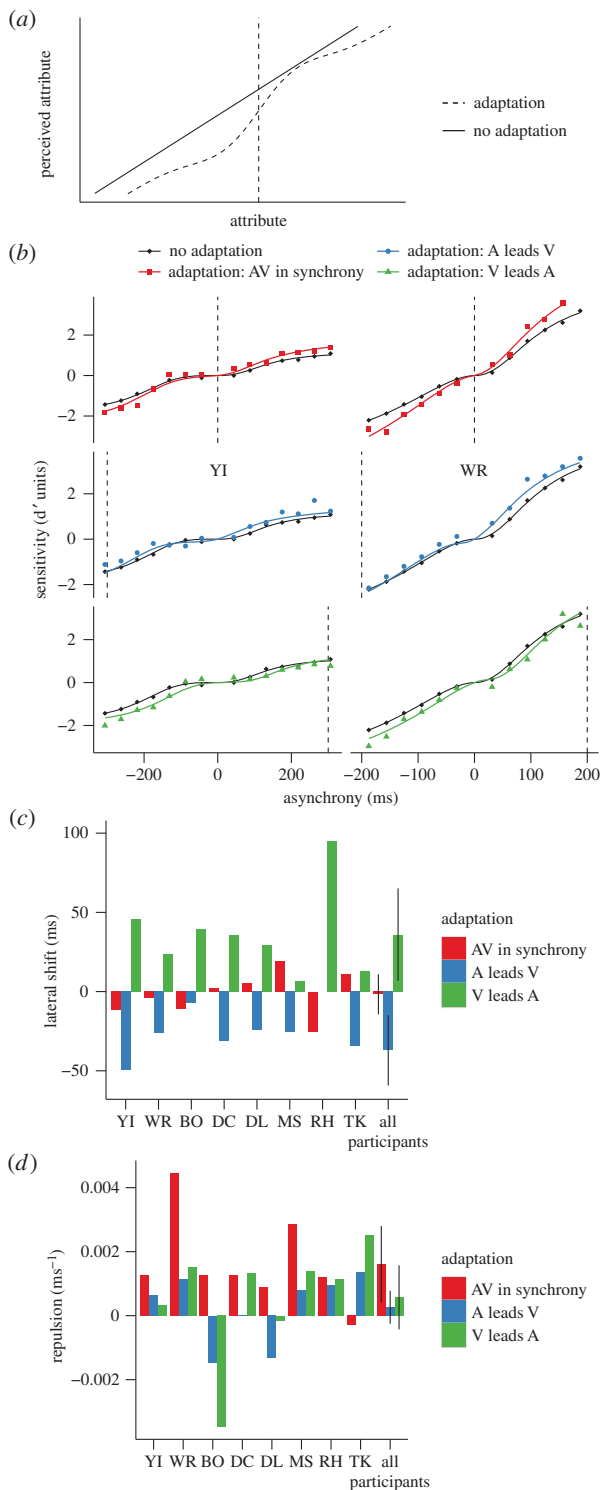 (a)
perceived attribute
attribute
adaptation
no adaptation
(b)
no adaptation
adaptation: A leads V
adaptation: AV in synchrony
adaptation: V leads A
2
0
−2
YI
WR
2
0
−2
sensitivity (d′ units)
2
0
−2
−200 0 200 −200 −100 0 100 200
asynchrony (ms)
(c)
100
50
0
−50
lateral shift (ms)
YI WR BO DC DL MS RH TK all
participants
adaptation
AV in synchrony
A leads V
V leads A
(d)
0.004
0.002
0
−0.002
repulsion (ms−1)
YI WR BO DC DL MS RH TK all
participants
adaptation
AV in synchrony
A leads V
V leads A